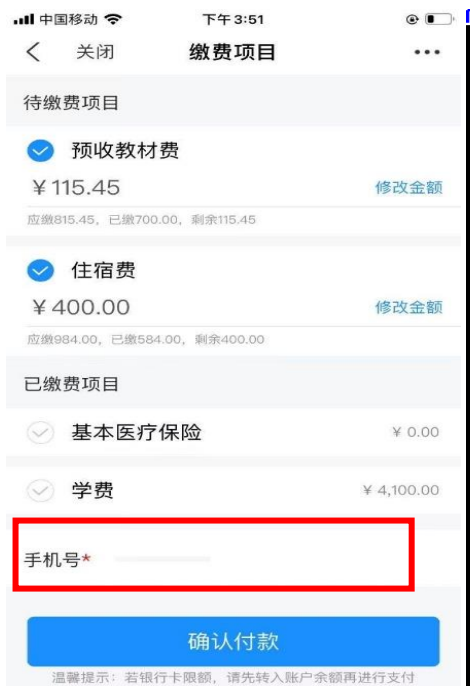 中国移动 下午3:51
关闭 缴费项目
待缴费项目
预收教材费
¥115.45 修改金额
应缴815.45，已缴700.00，剩余115.45
住宿费
¥400.00 修改金额
应缴984.00，已缴584.00，剩余400.00
已缴费项目
基本医疗保险 ¥ 0.00
学费 ¥ 4,100.00
手机号*
确认付款
温馨提示：若银行卡限额，请先转入账户余额再进行支付